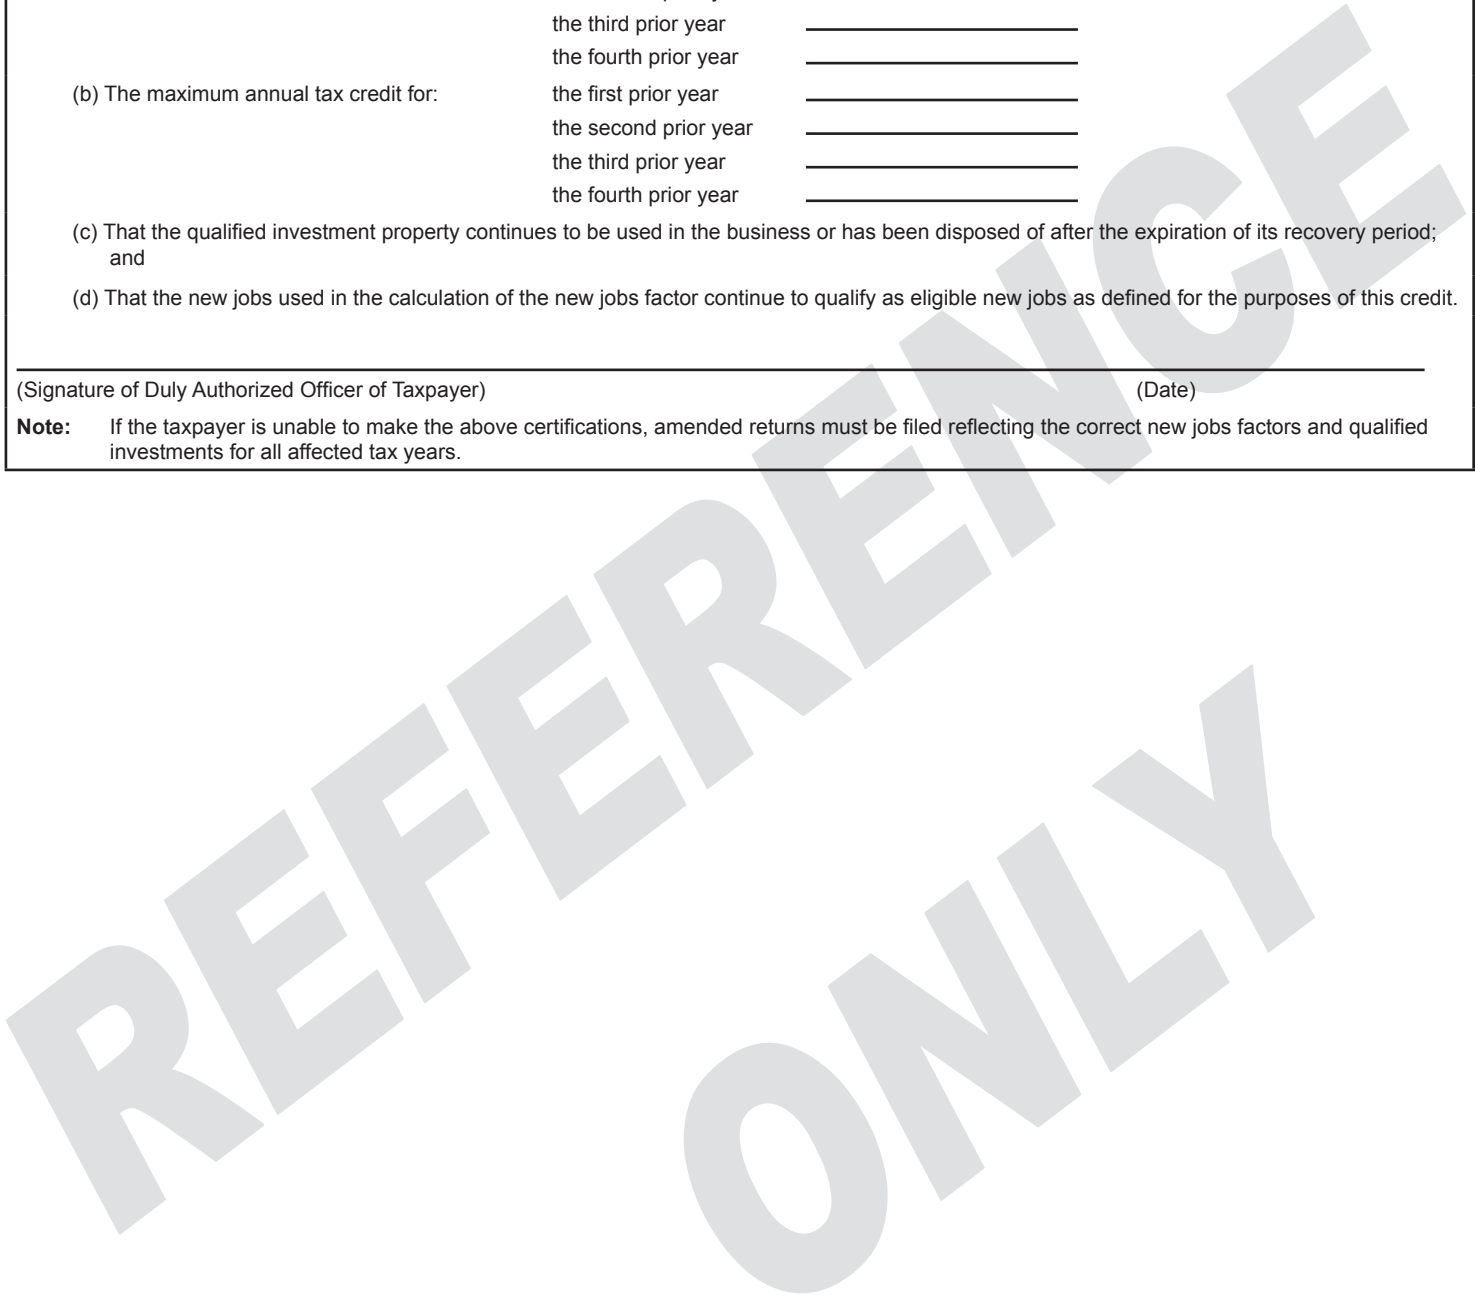 the third prior year
the fourth prior year
(b) The maximum annual tax credit for: the first prior year
the second prior year
the third prior year
the fourth prior year
(c) That the qualified investment property continues to be used in the business or has been disposed of after the expiration of its recovery period;
and
(d) That the new jobs used in the calculation of the new jobs factor continue to qualify as eligible new jobs as defined for the purposes of this credit.
(Signature of Duly Authorized Officer of Taxpayer) (Date)
Note: If the taxpayer is unable to make the above certifications, amended returns must be filed reflecting the correct new jobs factors and qualified
investments for all affected tax years.
REFERENCE
ONLY